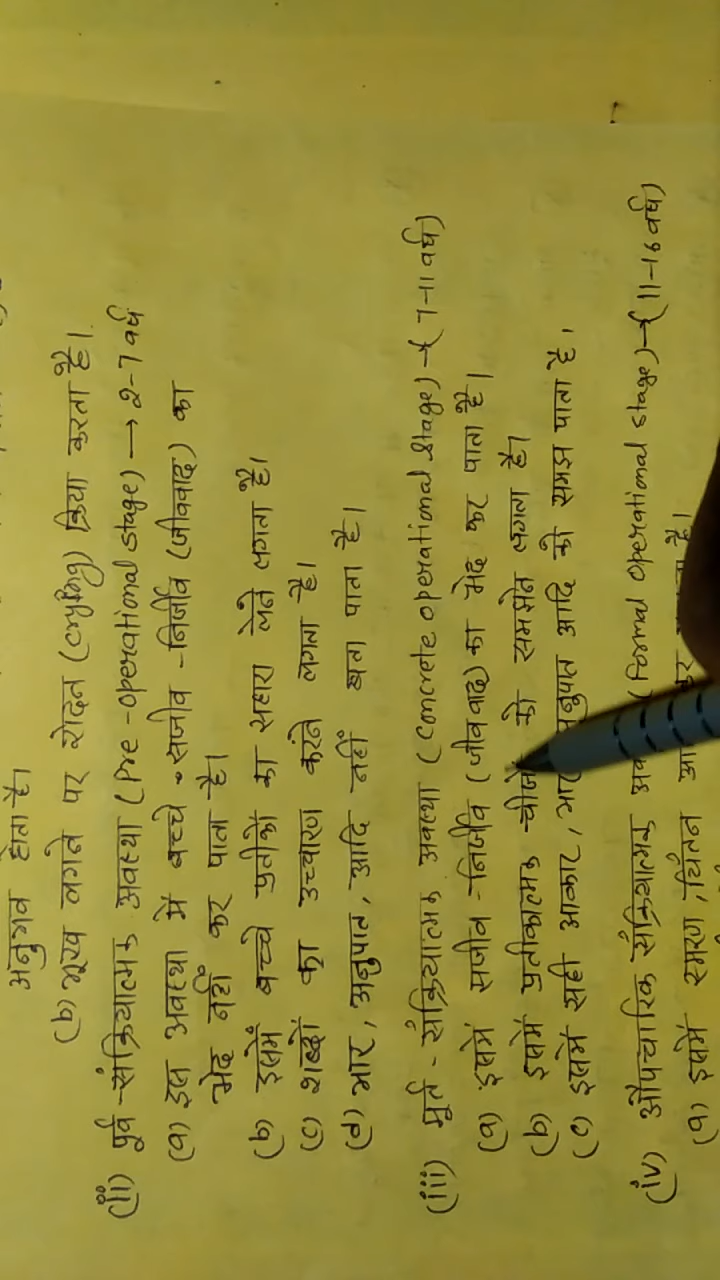 अनुभव होता है।
(b) भूख लगने पर रोदन (crying) क्रिया करता है।
(ii) पुर्व-संक्रियात्मक अवस्था (Pre-operational stage) → 2-7 वर्ष
(a) इस अवस्था में बच्चे सजीव-निर्जीव (जीववाद) का
भेद नहीं कर पाता है।
(b) इसमें बच्चे प्रतीकों का सहारा लेने लगता है।
(c) शब्दों का उच्चारण करने लगता है।
(d) भार, अनुपात, आदि नहीं बता पाता है।
(iii) मूर्त-संक्रियात्मक अवस्था (Concrete operational stage) → (7-11 वर्ष)
(a) इसमें सजीव-निर्जीव (जीववाद) का भेद कर पाता है।
(b) इसमें प्रतीकात्मक को समझने लगता है।
(c) इसमें सही आकार, आदि को समझ पाता है।
(iv) औपचारिक संक्रियात्मक (Formal operational stage) → (11-16 वर्ष)
(a) इसमें स्मरण, चिंतन है।